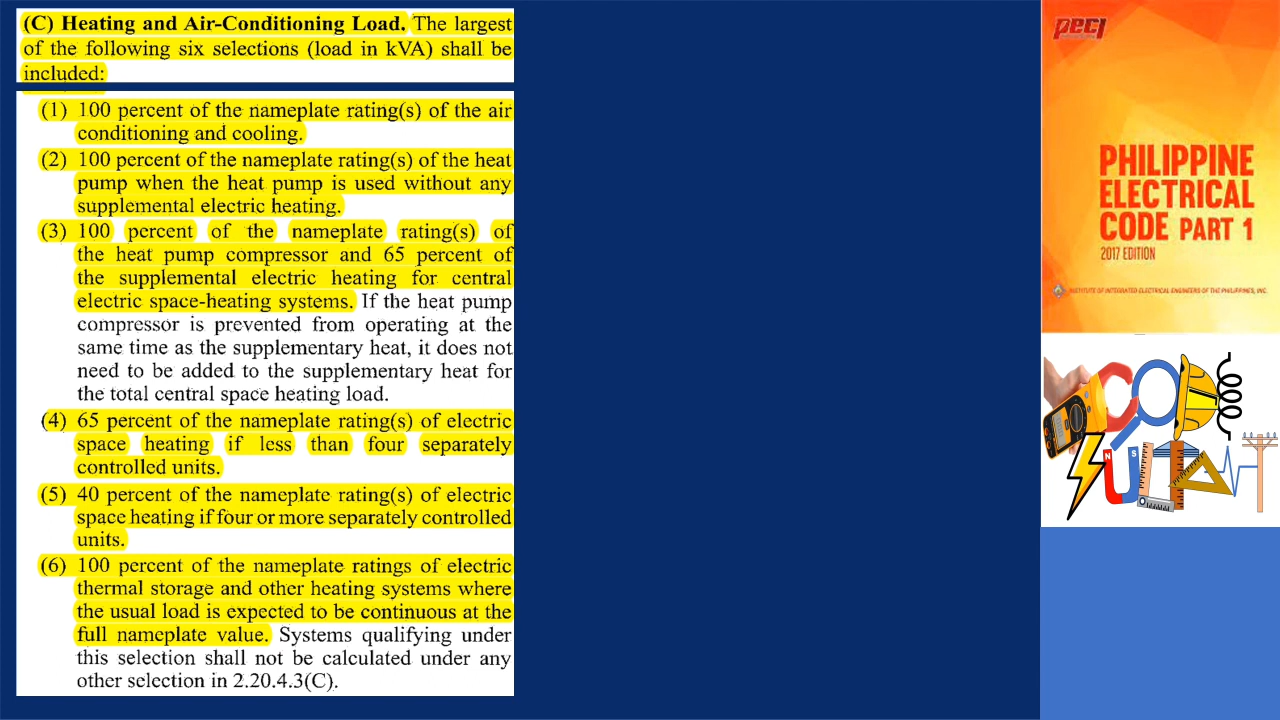 (C) Heating and Air-Conditioning Load. The largest
of the following six selections (load in kVA) shall be
included:
(1) 100 percent of the nameplate rating(s) of the air
conditioning and cooling.
(2) 100 percent of the nameplate rating(s) of the heat
pump when the heat pump is used without any
supplemental electric heating.
(3) 100 percent of the nameplate rating(s) of
the heat pump compressor and 65 percent of
the supplemental electric heating for central
electric space-heating systems. If the heat pump
compressor is prevented from operating at the
same time as the supplementary heat, it does not
need to be added to the supplementary heat for
the total central space heating load.
(4) 65 percent of the nameplate rating(s) of electric
space heating if less than four separately
controlled units.
(5) 40 percent of the nameplate rating(s) of electric
space heating if four or more separately controlled
units.
(6) 100 percent of the nameplate ratings of electric
thermal storage and other heating systems where
the usual load is expected to be continuous at the
full nameplate value. Systems qualifying under
this selection shall not be calculated under any
other selection in 2.20.4.3(C).
PEC1
PHILIPPINE
ELECTRICAL
CODE PART 1
2017 EDITION
INSTITUTE OF INTEGRATED ELECTRICAL ENGINEERS OF THE PHILIPPINES, INC.
N S